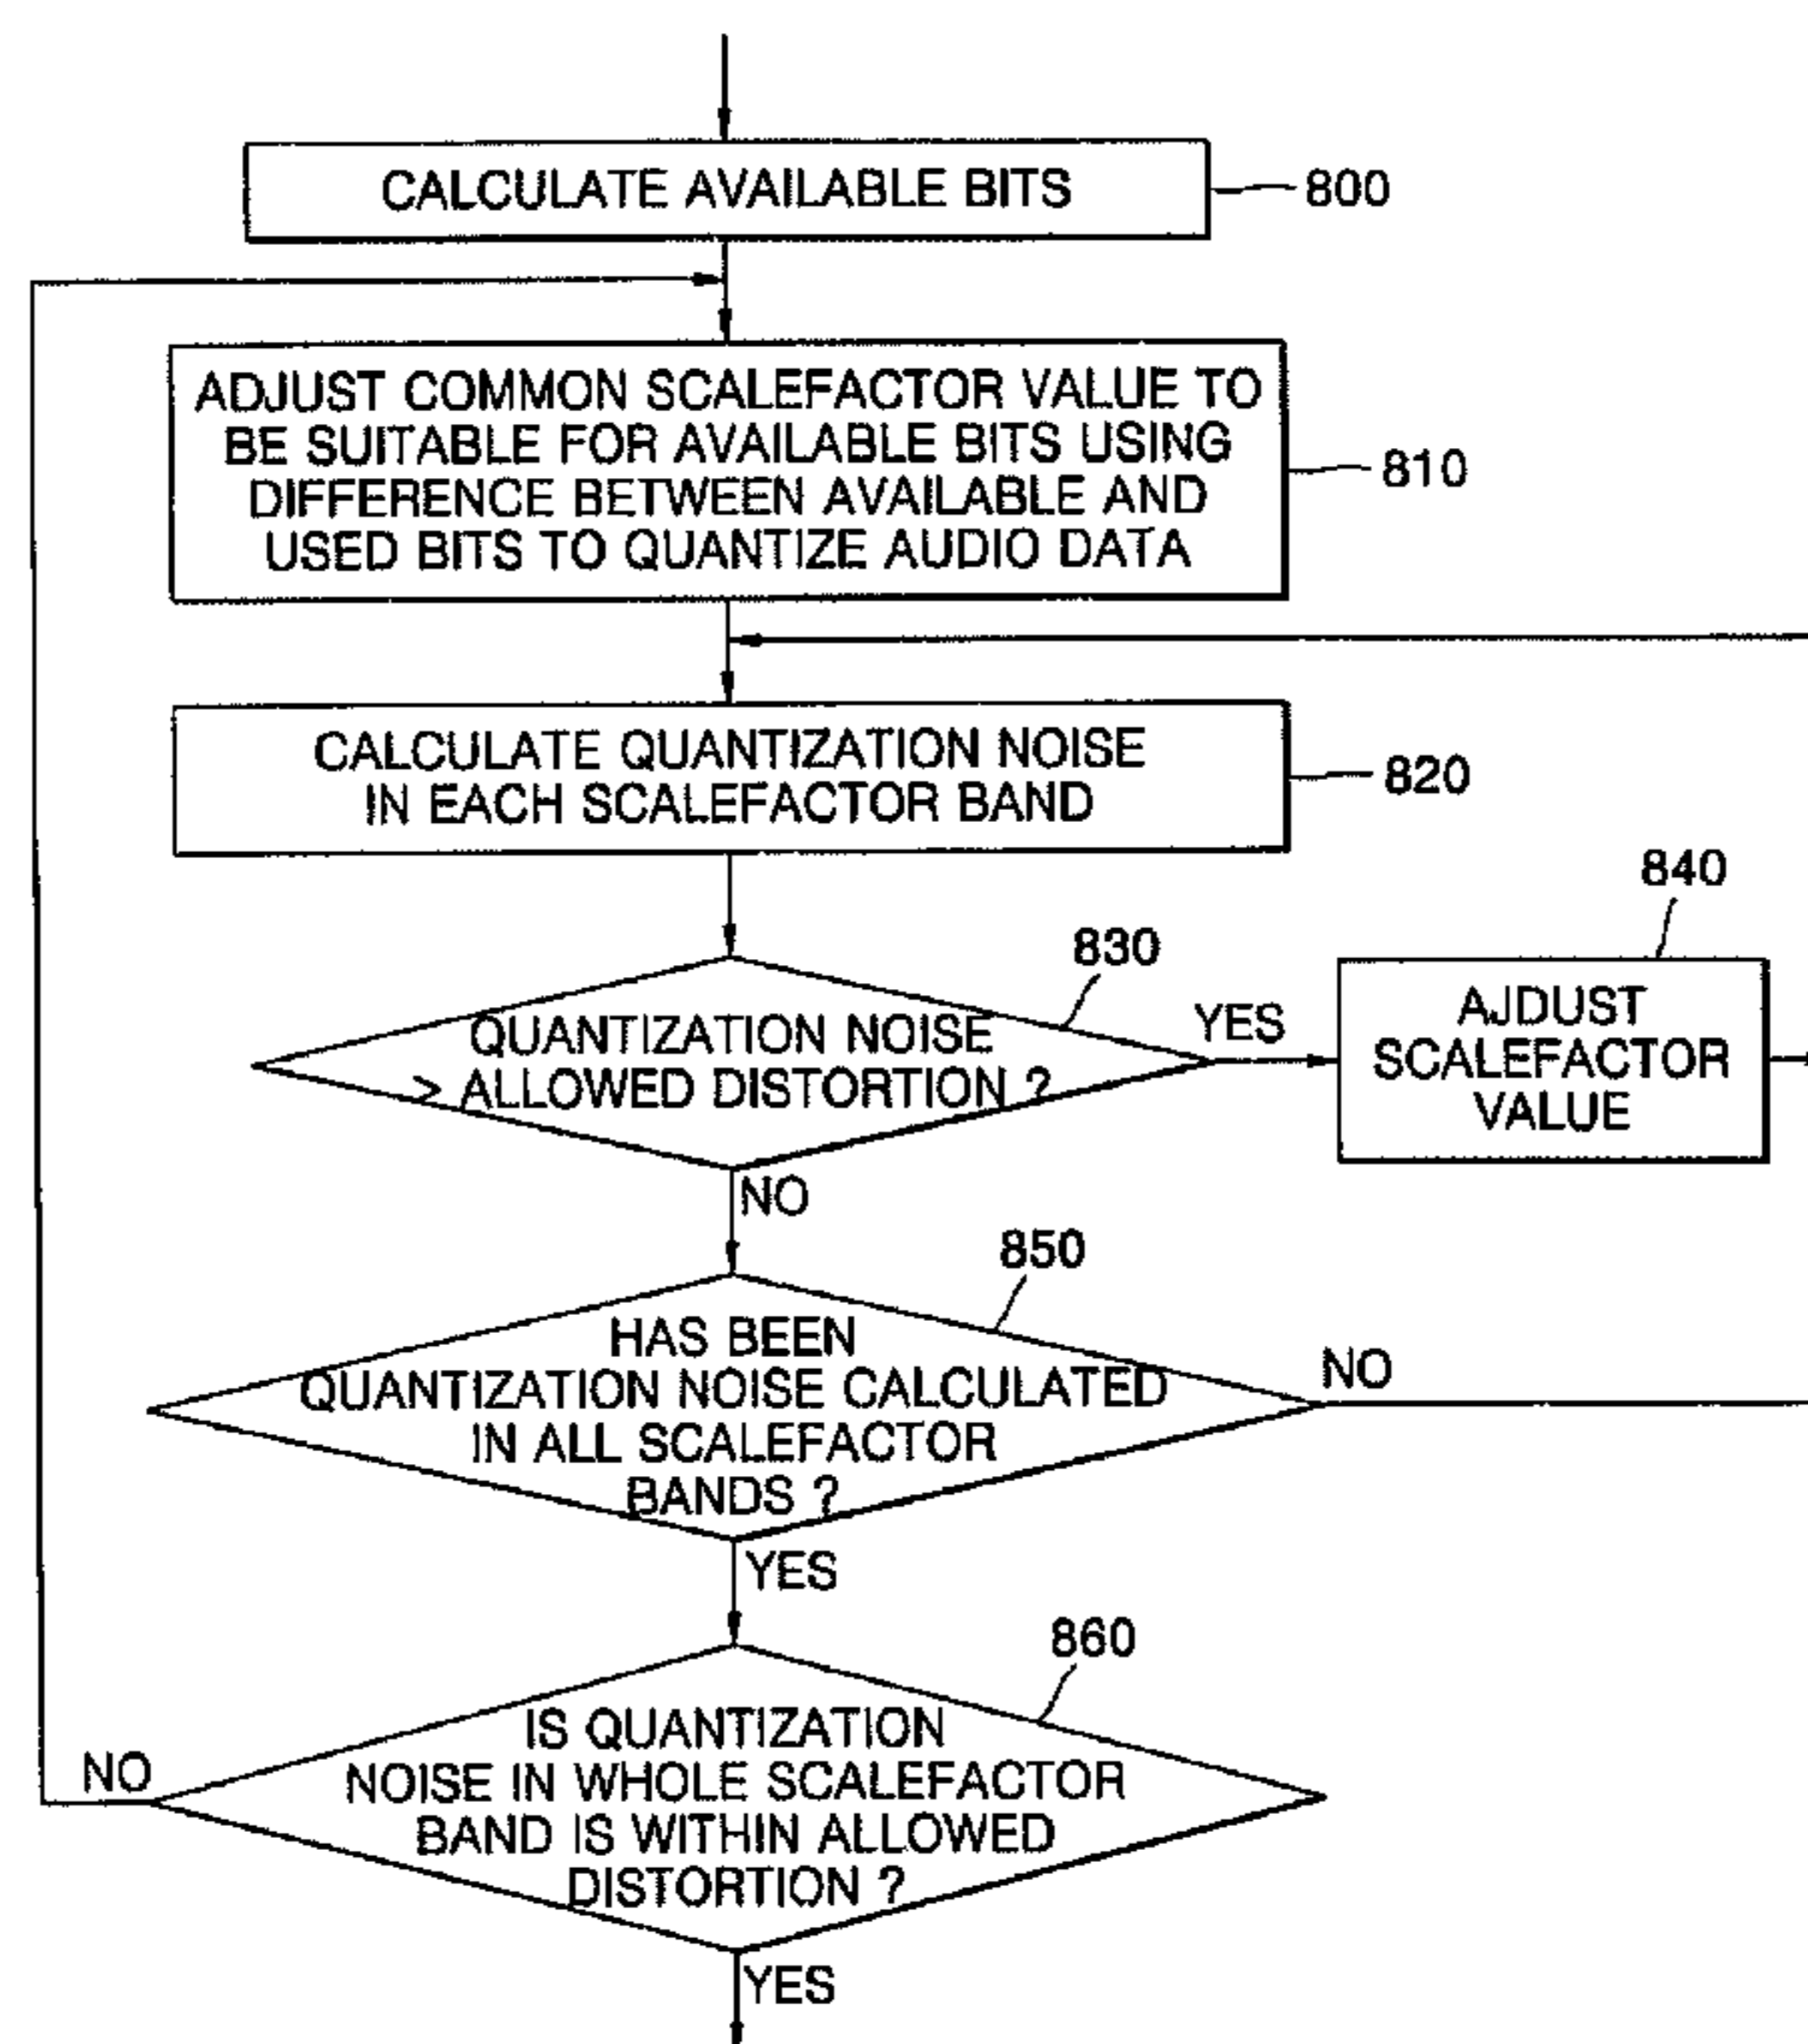 CALCULATE AVAILABLE BITS
800
ADJUST COMMON SCALEFACTOR VALUE TO
BE SUITABLE FOR AVAILABLE BITS USING
DIFFERENCE BETWEEN AVAILABLE AND
USED BITS TO QUANTIZE AUDIO DATA
810
CALCULATE QUANTIZATION NOISE
IN EACH SCALEFACTOR BAND
820
830
QUANTIZATION NOISE
> ALLOWED DISTORTION ?
YES
840
AJDUST
SCALEFACTOR
VALUE
NO
850
HAS BEEN
QUANTIZATION NOISE CALCULATED
IN ALL SCALEFACTOR
BANDS ?
NO
YES
860
IS QUANTIZATION
NOISE IN WHOLE SCALEFACTOR
BAND IS WITHIN ALLOWED
DISTORTION ?
NO
YES